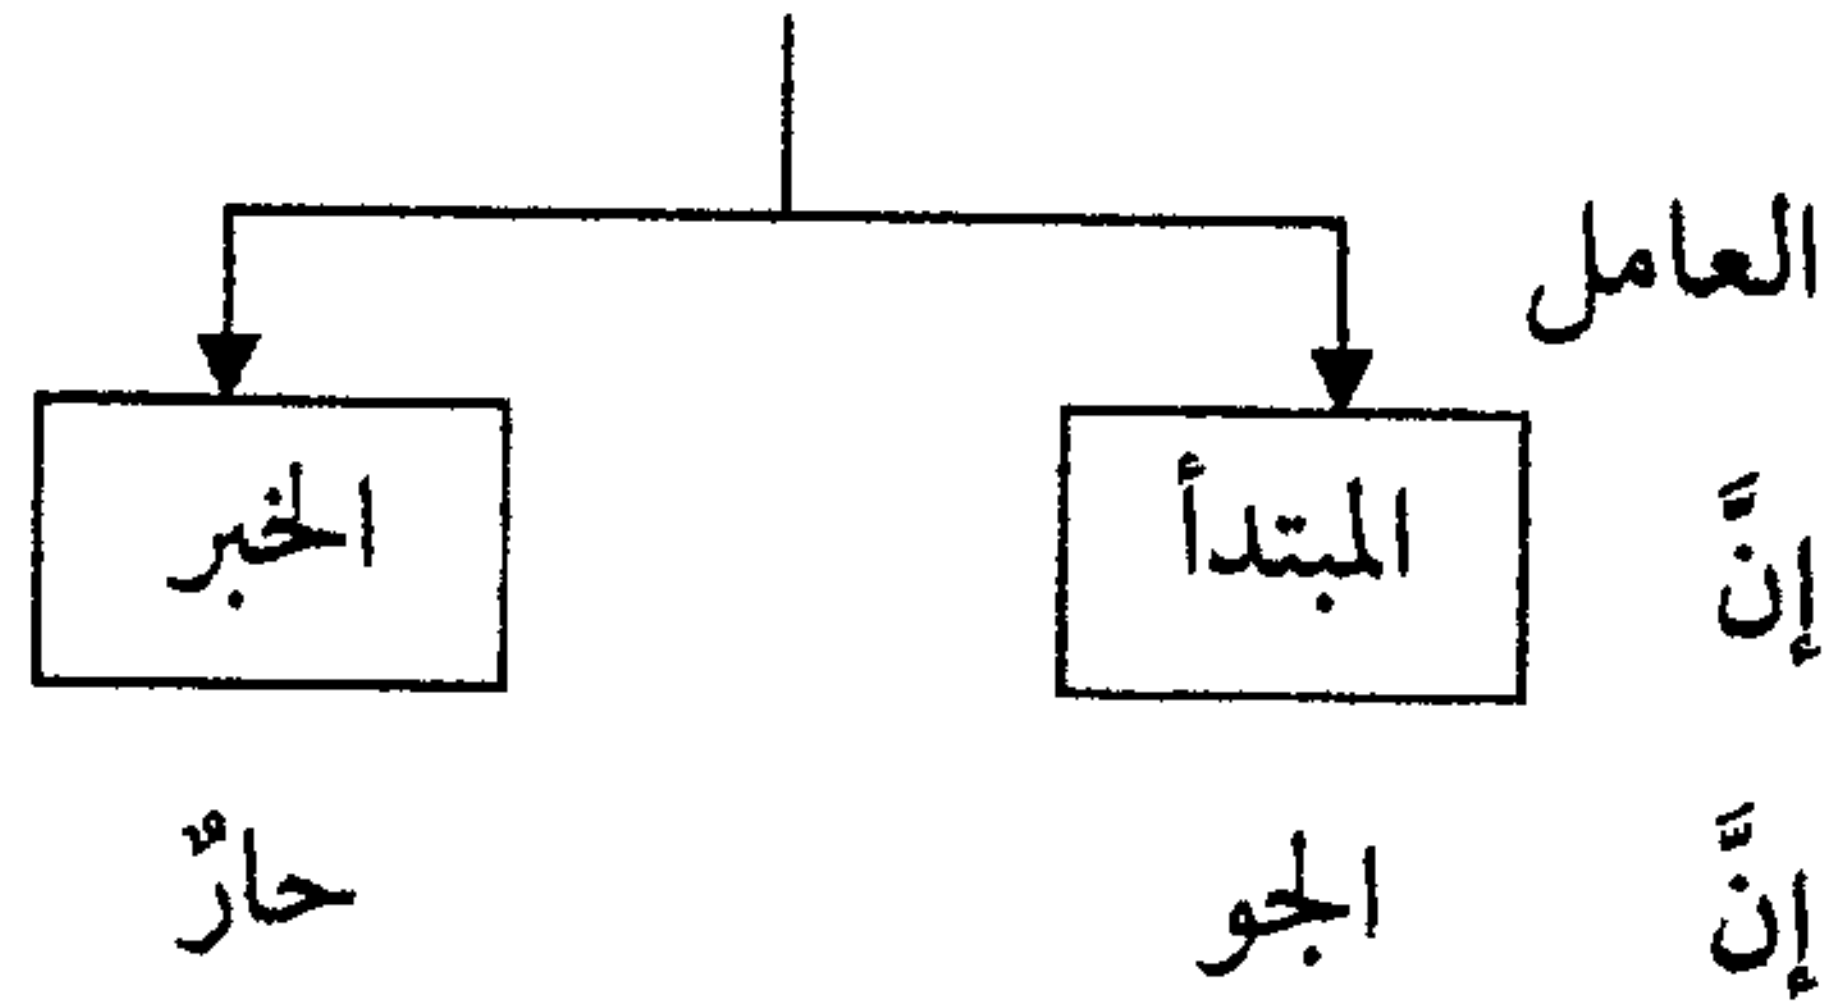 العامل
إنَّ المبتدأ الخبر
إنَّ الجو حارٌ